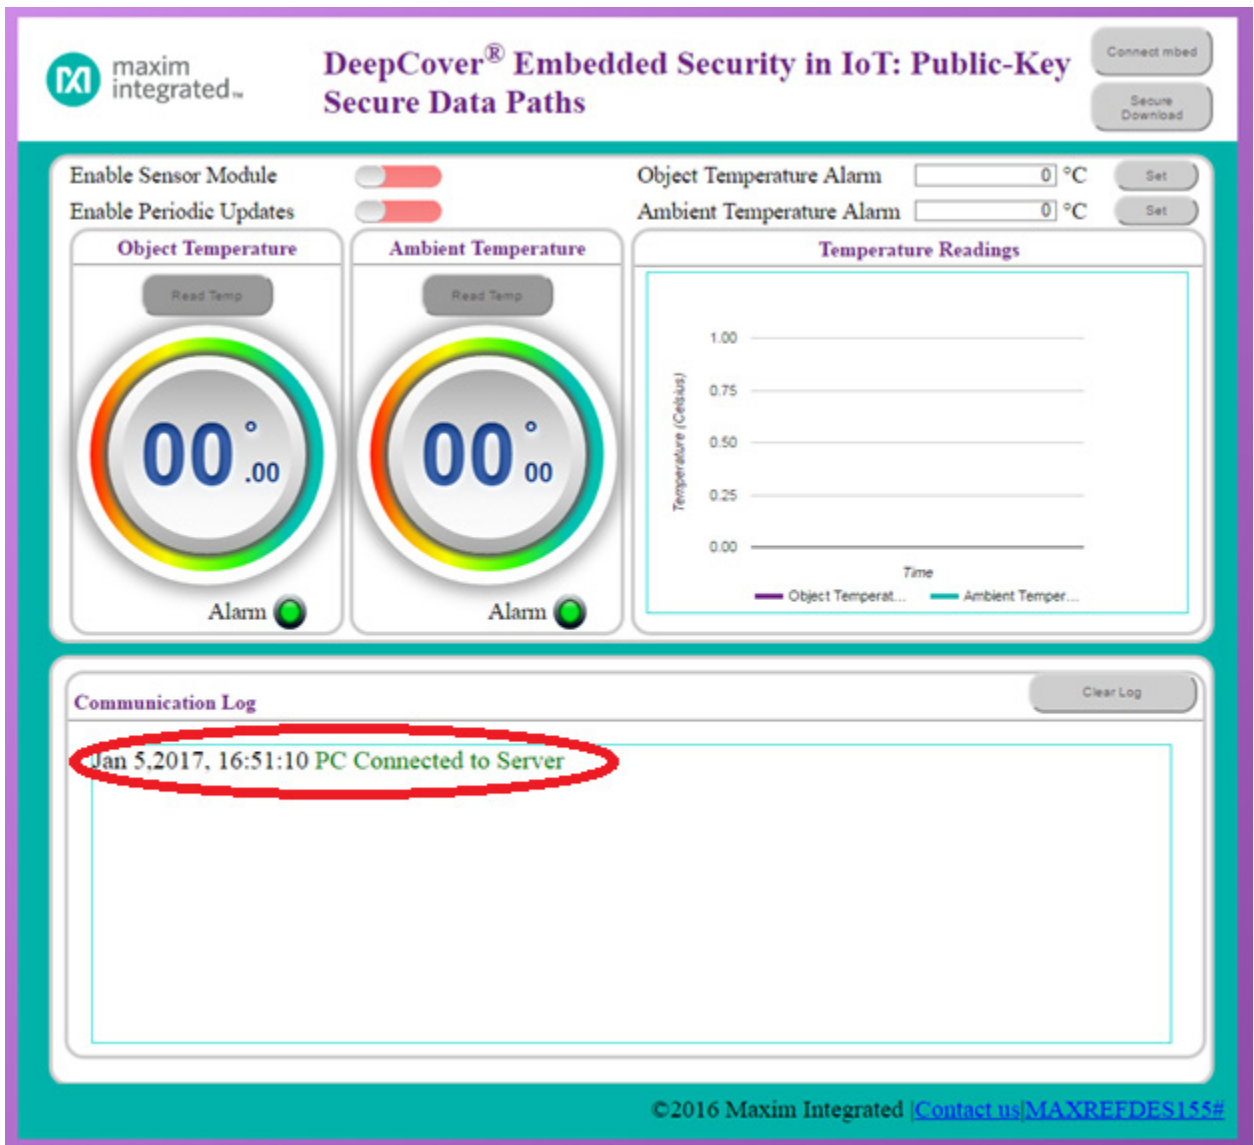 maxim
integrated™
DeepCover® Embedded Security in IoT: Public-Key
Secure Data Paths
Connect mbed
Secure
Download
Enable Sensor Module
Enable Periodic Updates
Object Temperature Alarm 0 °C Set
Ambient Temperature Alarm 0 °C Set
Object Temperature
Read Temp
00°.00
Alarm
Ambient Temperature
Read Temp
00°00
Alarm
Temperature Readings
Temperature (Celsius)
1.00
0.75
0.50
0.25
0.00
Time
Object Temperat... Ambient Temper...
Communication Log
Clear Log
Jan 5,2017, 16:51:10 PC Connected to Server
©2016 Maxim Integrated |Contact us|MAXREFDES155#